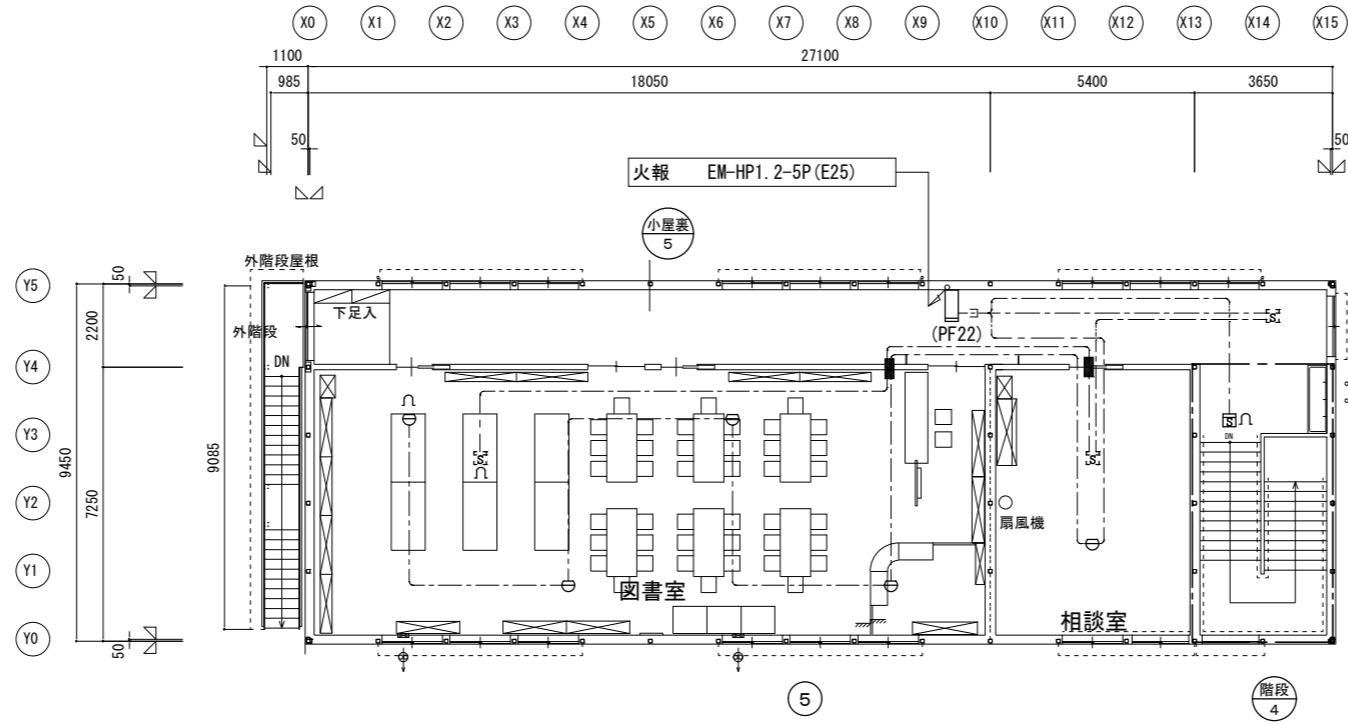 X0 X1 X2 X3 X4 X5 X6 X7 X8 X9 X10 X11 X12 X13 X14 X15
1100 27100
985 18050 5400 3650
50 50
火報 EM-HP1.2-5P(E25)
小屋裏
5
外階段屋根
Y5
50
下足入
外階段
2200
(PF22)
S
DN
Y4
Y3
S
DN
S
S
9450
9085
7250
Y2
扇風機
Y1
図書室
相談室
Y0
50
5
階段
4